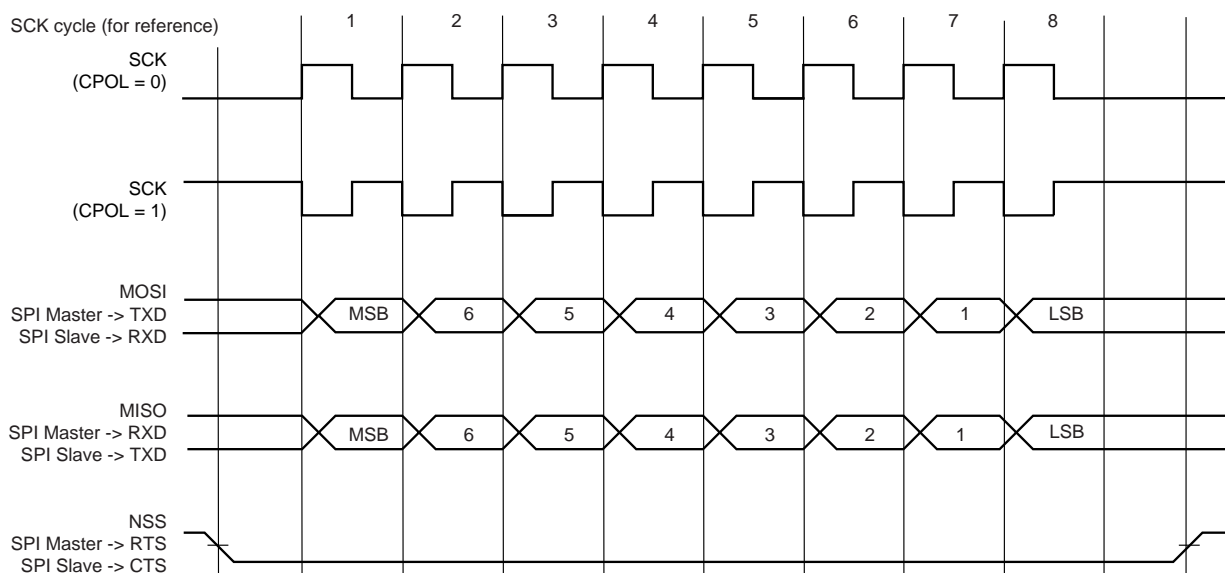 SCK cycle (for reference)
1 2 3 4 5 6 7 8
SCK
(CPOL = 0)
SCK
(CPOL = 1)
MOSI
SPI Master -> TXD
SPI Slave -> RXD
MSB 6 5 4 3 2 1 LSB
MISO
SPI Master -> RXD
SPI Slave -> TXD
MSB 6 5 4 3 2 1 LSB
NSS
SPI Master -> RTS
SPI Slave -> CTS